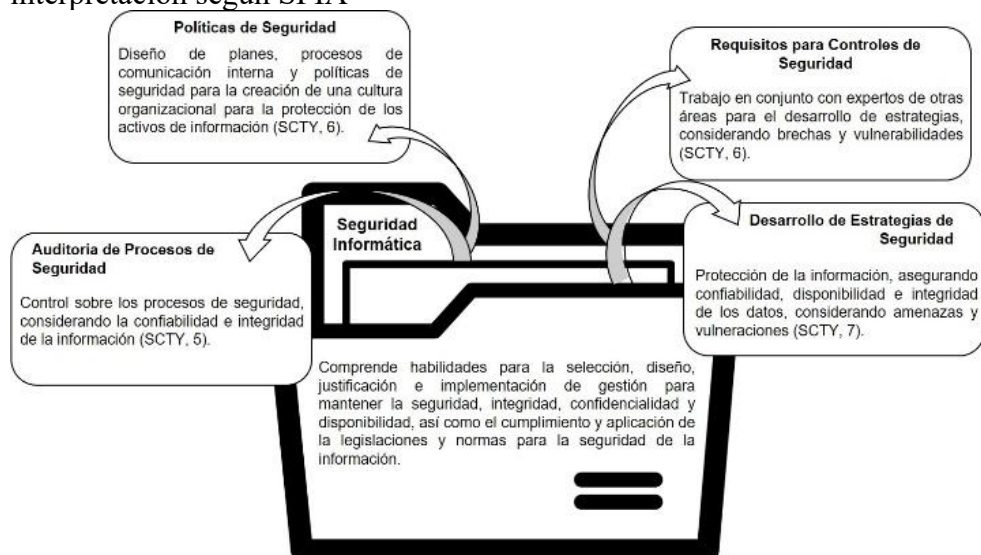 interpretación según SFIA
Políticas de Seguridad
Diseño de planes, procesos de
comunicación interna y políticas de
seguridad para la creación de una cultura
organizacional para la protección de los
activos de información (SCTY, 6).
Requisitos para Controles de
Seguridad
Trabajo en conjunto con expertos de otras
áreas para el desarrollo de estrategias,
considerando brechas y vulnerabilidades
(SCTY, 6).
Seguridad
Informática
Auditoria de Procesos de
Seguridad
Control sobre los procesos de seguridad,
considerando la confiabilidad e integridad
de la información (SCTY, 5).
Desarrollo de Estrategias de
Seguridad
Protección de la información, asegurando
confiabilidad, disponibilidad e integridad
de los datos, considerando amenazas y
vulneraciones (SCTY, 7).
Comprende habilidades para la selección, diseño,
justificación e implementación de gestión para
mantener la seguridad, integridad, confidencialidad y
disponibilidad, así como el cumplimiento y aplicación de
la legislaciones y normas para la seguridad de la
información.